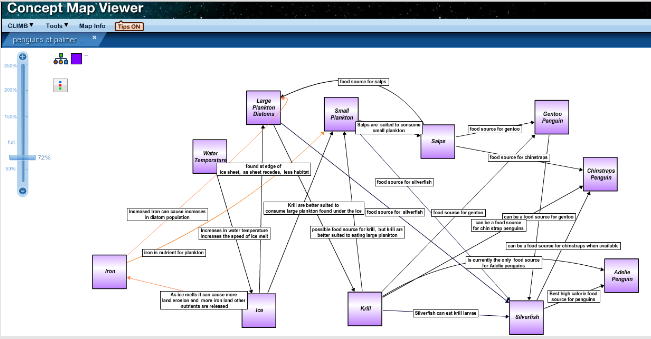 Concept Map Viewer
CLIMB▼ Tools▼ Map Info Tips ON
penguins at palmer
250%
200%
150%
50%
72%
food source for salps
Large
Plankton
Diatoms
Small
Plankton
Salps are suited to consume
small plankton
Salps
food source for gentoo
Gentoo
Penguin
food source for chinstraps
Chinstraps
Penguin
Water
Temperature
found at edge of
ice sheet, as sheet recedes, less habitat
food source for silverfish
Krill are better suited to
consume large plankton found under the ice
food source for silverfish
food source for gentoo
can be a food source for gentoo
can be a food source
for chin strap penguins
Increased iron can cause increases
in diatom population
Increases in water temperature
increases the speed of ice melt
possible food source for krill, but krill are
better suited to eating large plankton
can be a food source for chinstraps when available
iron is nutrient for plankton
is currently the only food source
for Adelie penguins
Iron
Adelie
Penguin
As ice melts it can cause more
land erosion and more iron land other
nutrients are released
Ice
Krill
Silverfish can eat krill larvae
Silverfish
Best high calorie food
source for penguins